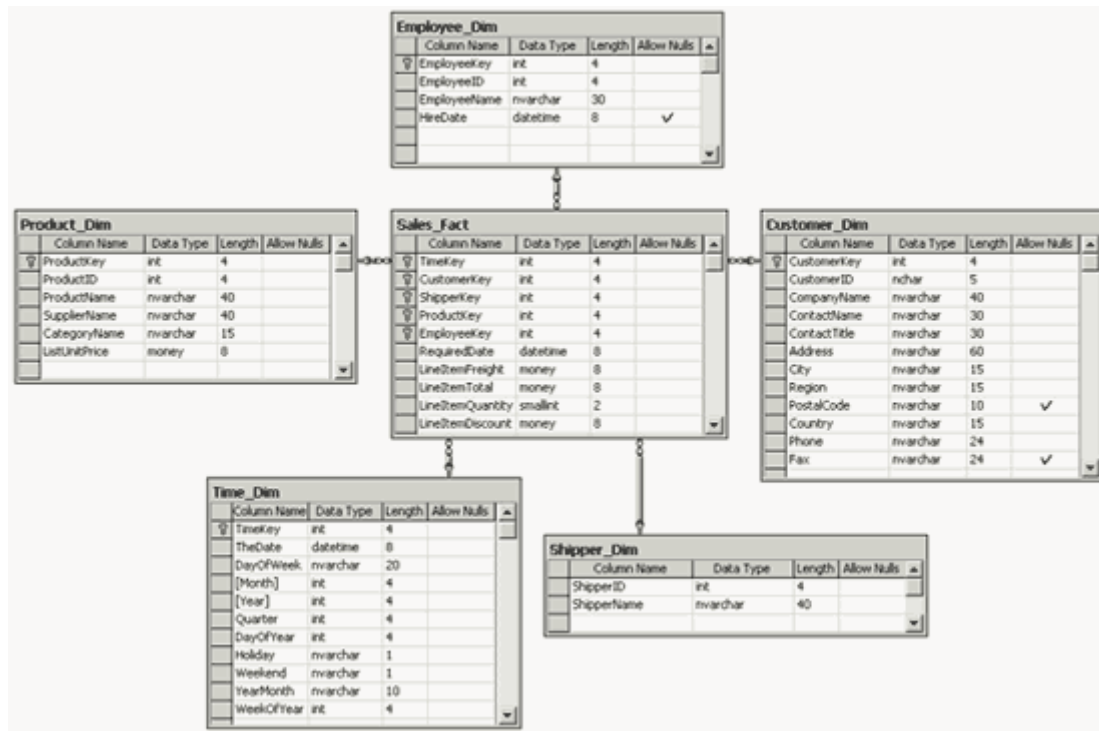 Employee_Dim
Column Name Data Type Length Allow Nulls
EmployeeKey int 4
EmployeeID int 4
EmployeeName nvarchar 30
HireDate datetime 8
Product_Dim
Column Name Data Type Length Allow Nulls
ProductKey int 4
ProductID int 4
ProductName nvarchar 40
SupplierName nvarchar 40
CategoryName nvarchar 15
ListUnitPrice money 8
Sales_Fact
Column Name Data Type Length Allow Nulls
TimeKey int 4
CustomerKey int 4
ShipperKey int 4
ProductKey int 4
EmployeeKey int 4
RequiredDate datetime 8
LineItemFreight money 8
LineItemTotal money 8
LineItemQuantity smallint 2
LineItemDiscount money 8
Customer_Dim
Column Name Data Type Length Allow Nulls
CustomerKey int 4
CustomerID nchar 5
CompanyName nvarchar 40
ContactName nvarchar 30
ContactTitle nvarchar 30
Address nvarchar 60
City nvarchar 15
Region nvarchar 15
PostalCode nvarchar 10
Country nvarchar 15
Phone nvarchar 24
Fax nvarchar 24
Time_Dim
Column Name Data Type Length Allow Nulls
TimeKey int 4
TheDate datetime 8
DayOfWeek nvarchar 20
[Month] int 4
[Year] int 4
Quarter int 4
DayOfYear int 4
Holiday nvarchar 1
Weekend nvarchar 1
YearMonth nvarchar 10
WeekOfYear int 4
Shipper_Dim
Column Name Data Type Length Allow Nulls
ShipperID int 4
ShipperName nvarchar 40